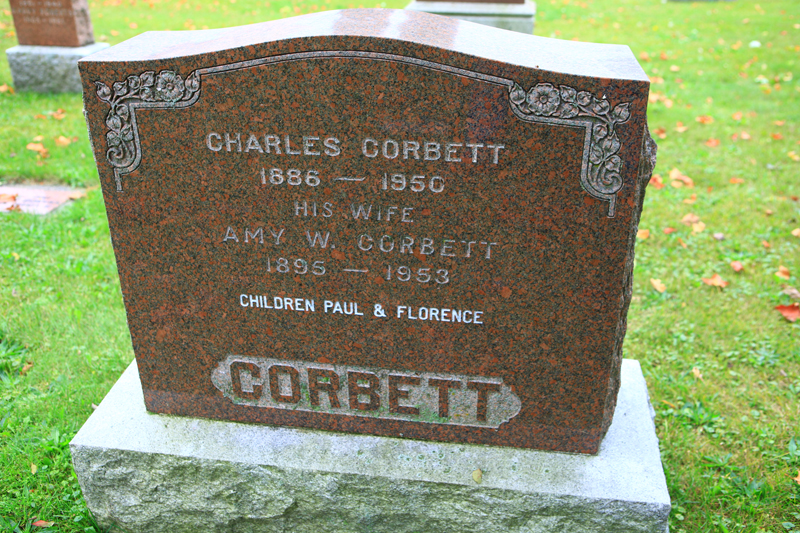 CHARLES CORBETT
1886 — 1950
HIS WIFE
AMY W. CORBETT
1895 — 1953
CHILDREN PAUL & FLORENCE
CORBETT